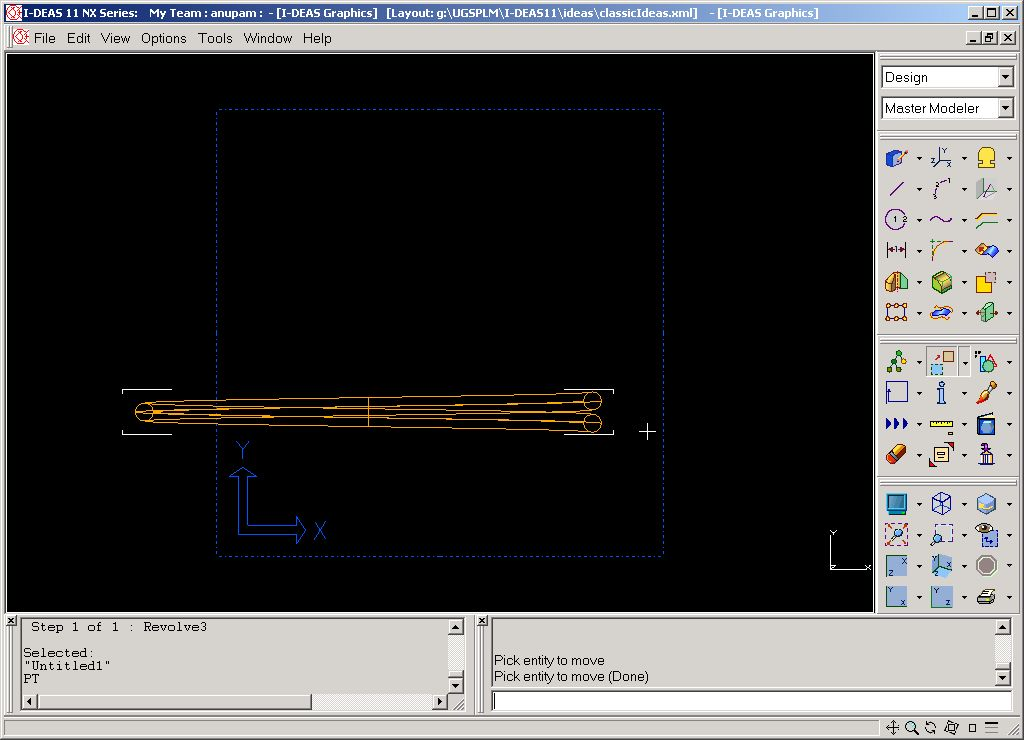 I-DEAS 11 NX Series: My Team : anupam : - [I-DEAS Graphics] [Layout: g:\UGSPLM\I-DEAS11\ideas\classicIdeas.xml] - [I-DEAS Graphics]
File Edit View Options Tools Window Help
Design
Master Modeler
Y
X
Y
X
Z
Step 1 of 1 : Revolve3
Selected:
"Untitled1"
PT
Pick entity to move
Pick entity to move (Done)